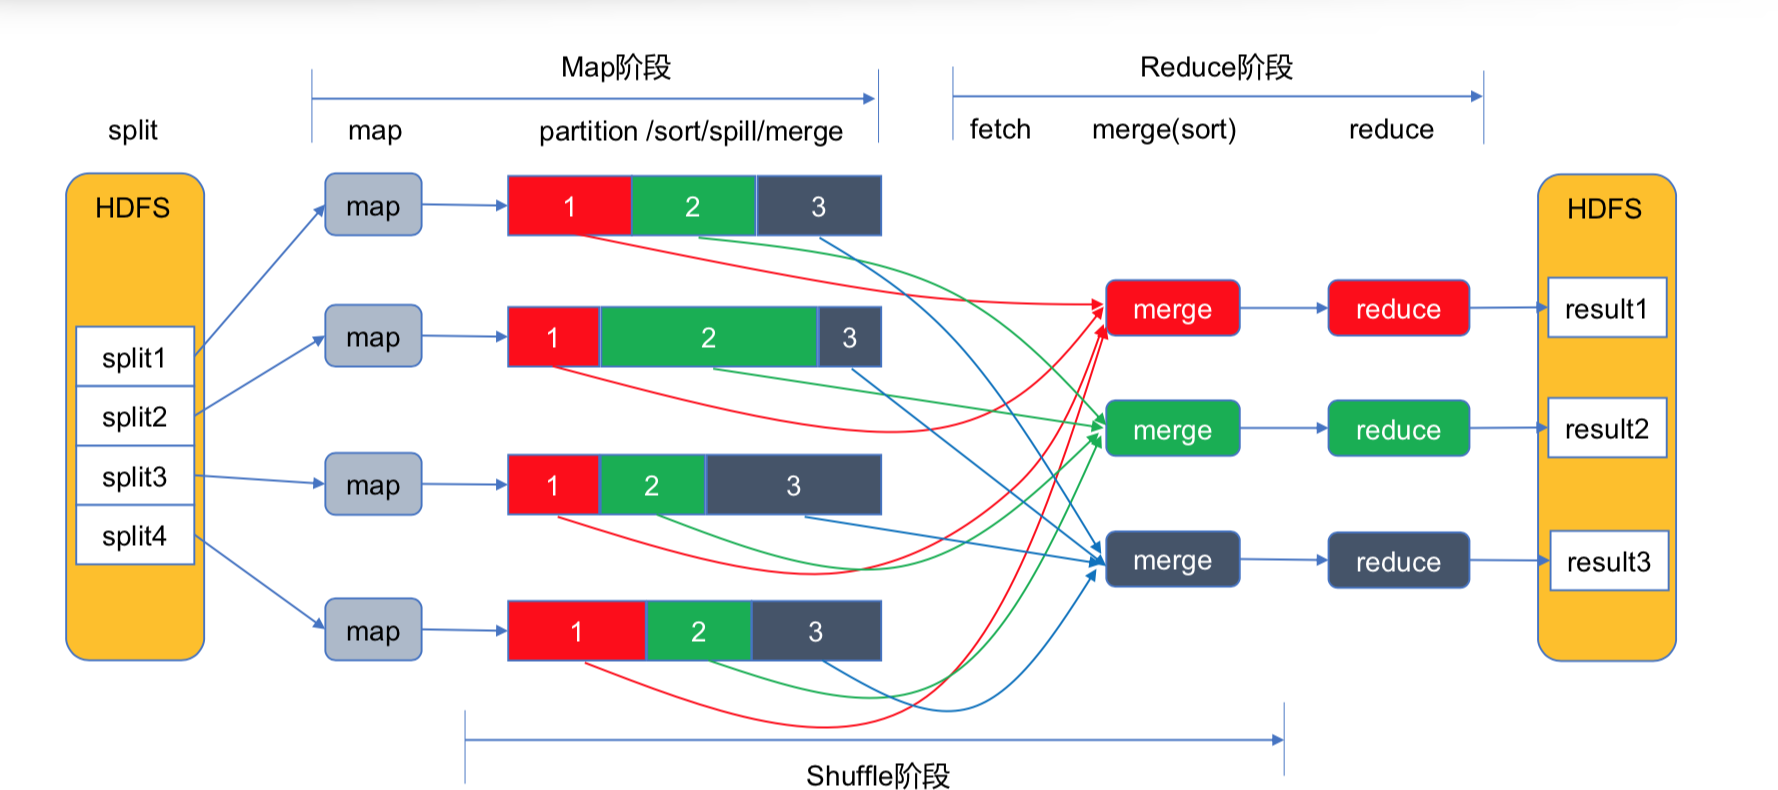 Map阶段
Reduce阶段
split
map
partition /sort/spill/merge
fetch
merge(sort)
reduce
HDFS
split1
split2
split3
split4
map
1
2
3
map
1
2
3
map
1
2
3
map
1
2
3
merge
reduce
merge
reduce
merge
reduce
HDFS
result1
result2
result3
Shuffle阶段